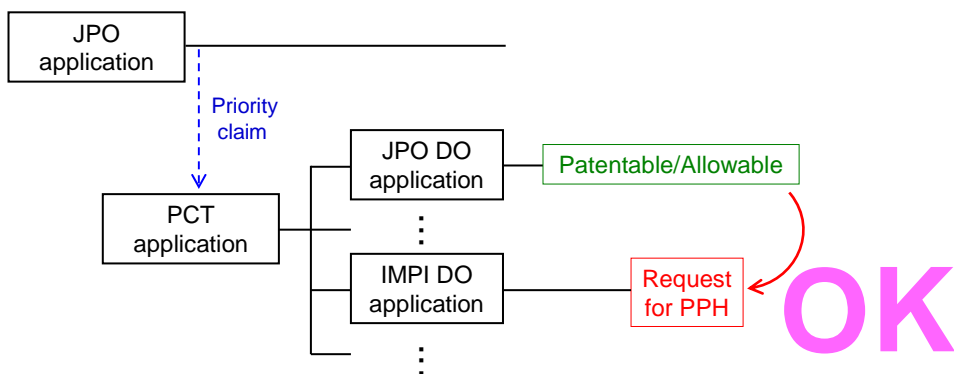 JPO
application
Priority
claim
JPO DO
application
Patentable/Allowable
PCT
application
IMPI DO
application
Request
for PPH
OK